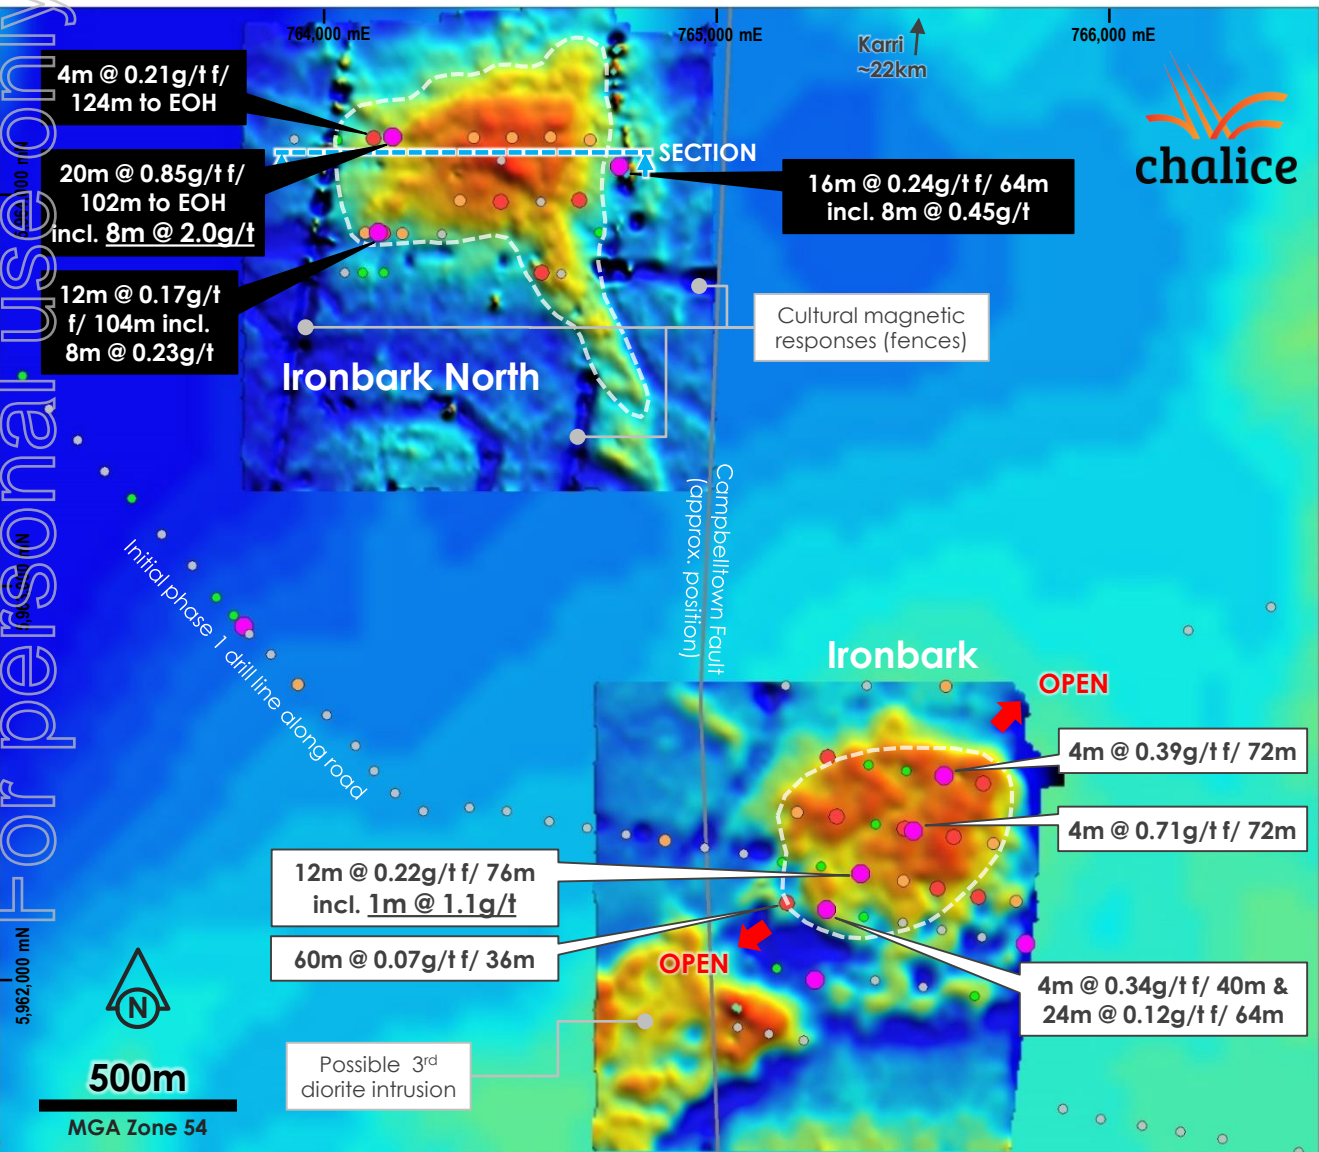 For personal use only
764,000 mE
765,000 mE
766,000 mE
Karri
~22km
chalice
4m @ 0.21g/t f/
124m to EOH
20m @ 0.85g/t f/
102m to EOH
incl. 8m @ 2.0g/t
12m @ 0.17g/t
f/ 104m incl.
8m @ 0.23g/t
SECTION
16m @ 0.24g/t f/ 64m
incl. 8m @ 0.45g/t
Cultural magnetic
responses (fences)
Ironbark North
Campbelltown Fault
(approx. position)
Initial phase 1 drill line along road
Ironbark
OPEN
4m @ 0.39g/t f/ 72m
4m @ 0.71g/t f/ 72m
12m @ 0.22g/t f/ 76m
incl. 1m @ 1.1g/t
60m @ 0.07g/t f/ 36m
OPEN
4m @ 0.34g/t f/ 40m &
24m @ 0.12g/t f/ 64m
Possible 3rd
diorite intrusion
5,962,000 mN
N
500m
MGA Zone 54